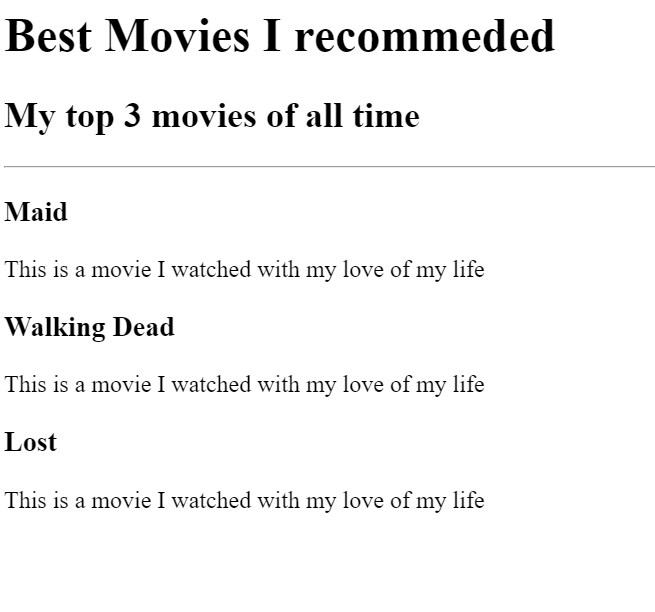 Best Movies I recommeded
My top 3 movies of all time
Maid
This is a movie I watched with my love of my life
Walking Dead
This is a movie I watched with my love of my life
Lost
This is a movie I watched with my love of my life